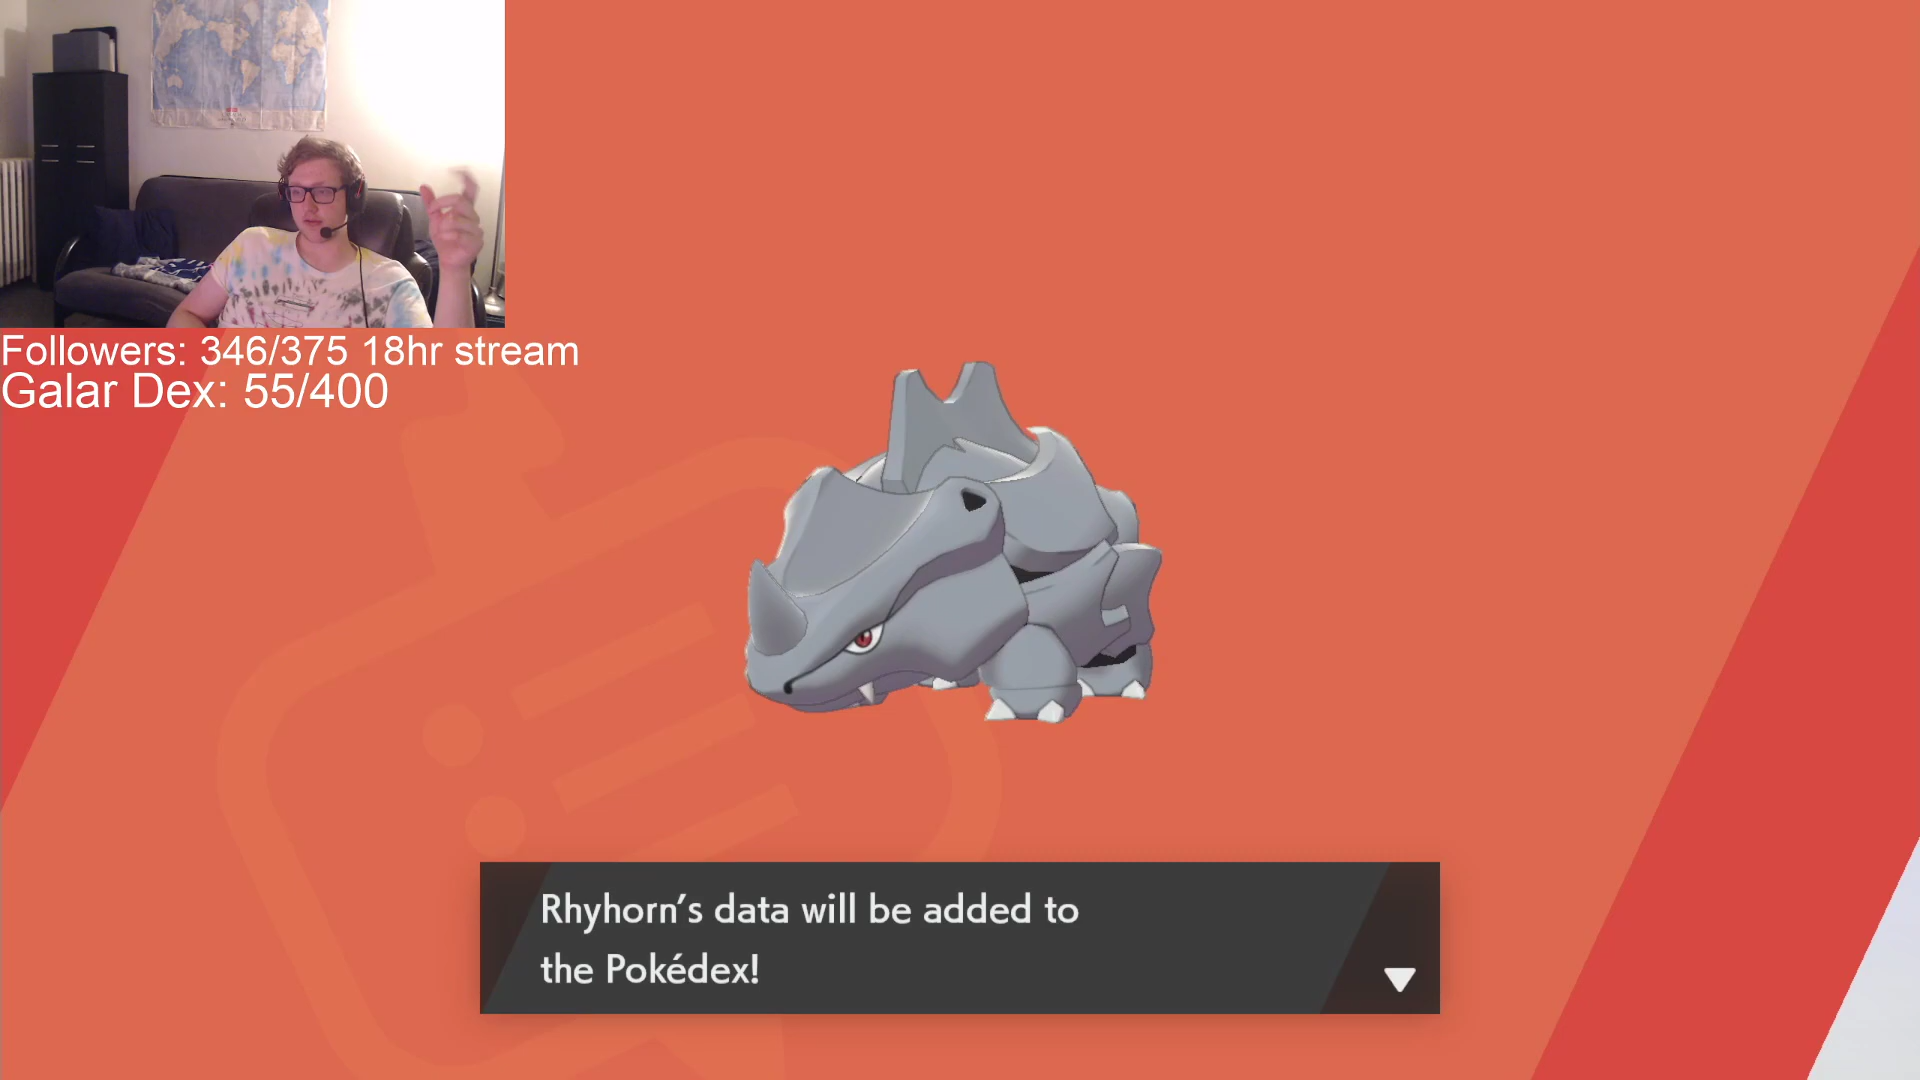 Followers: 346/375 18hr stream
Galar Dex: 55/400
Rhyhorn's data will be added to
the Pokédex!